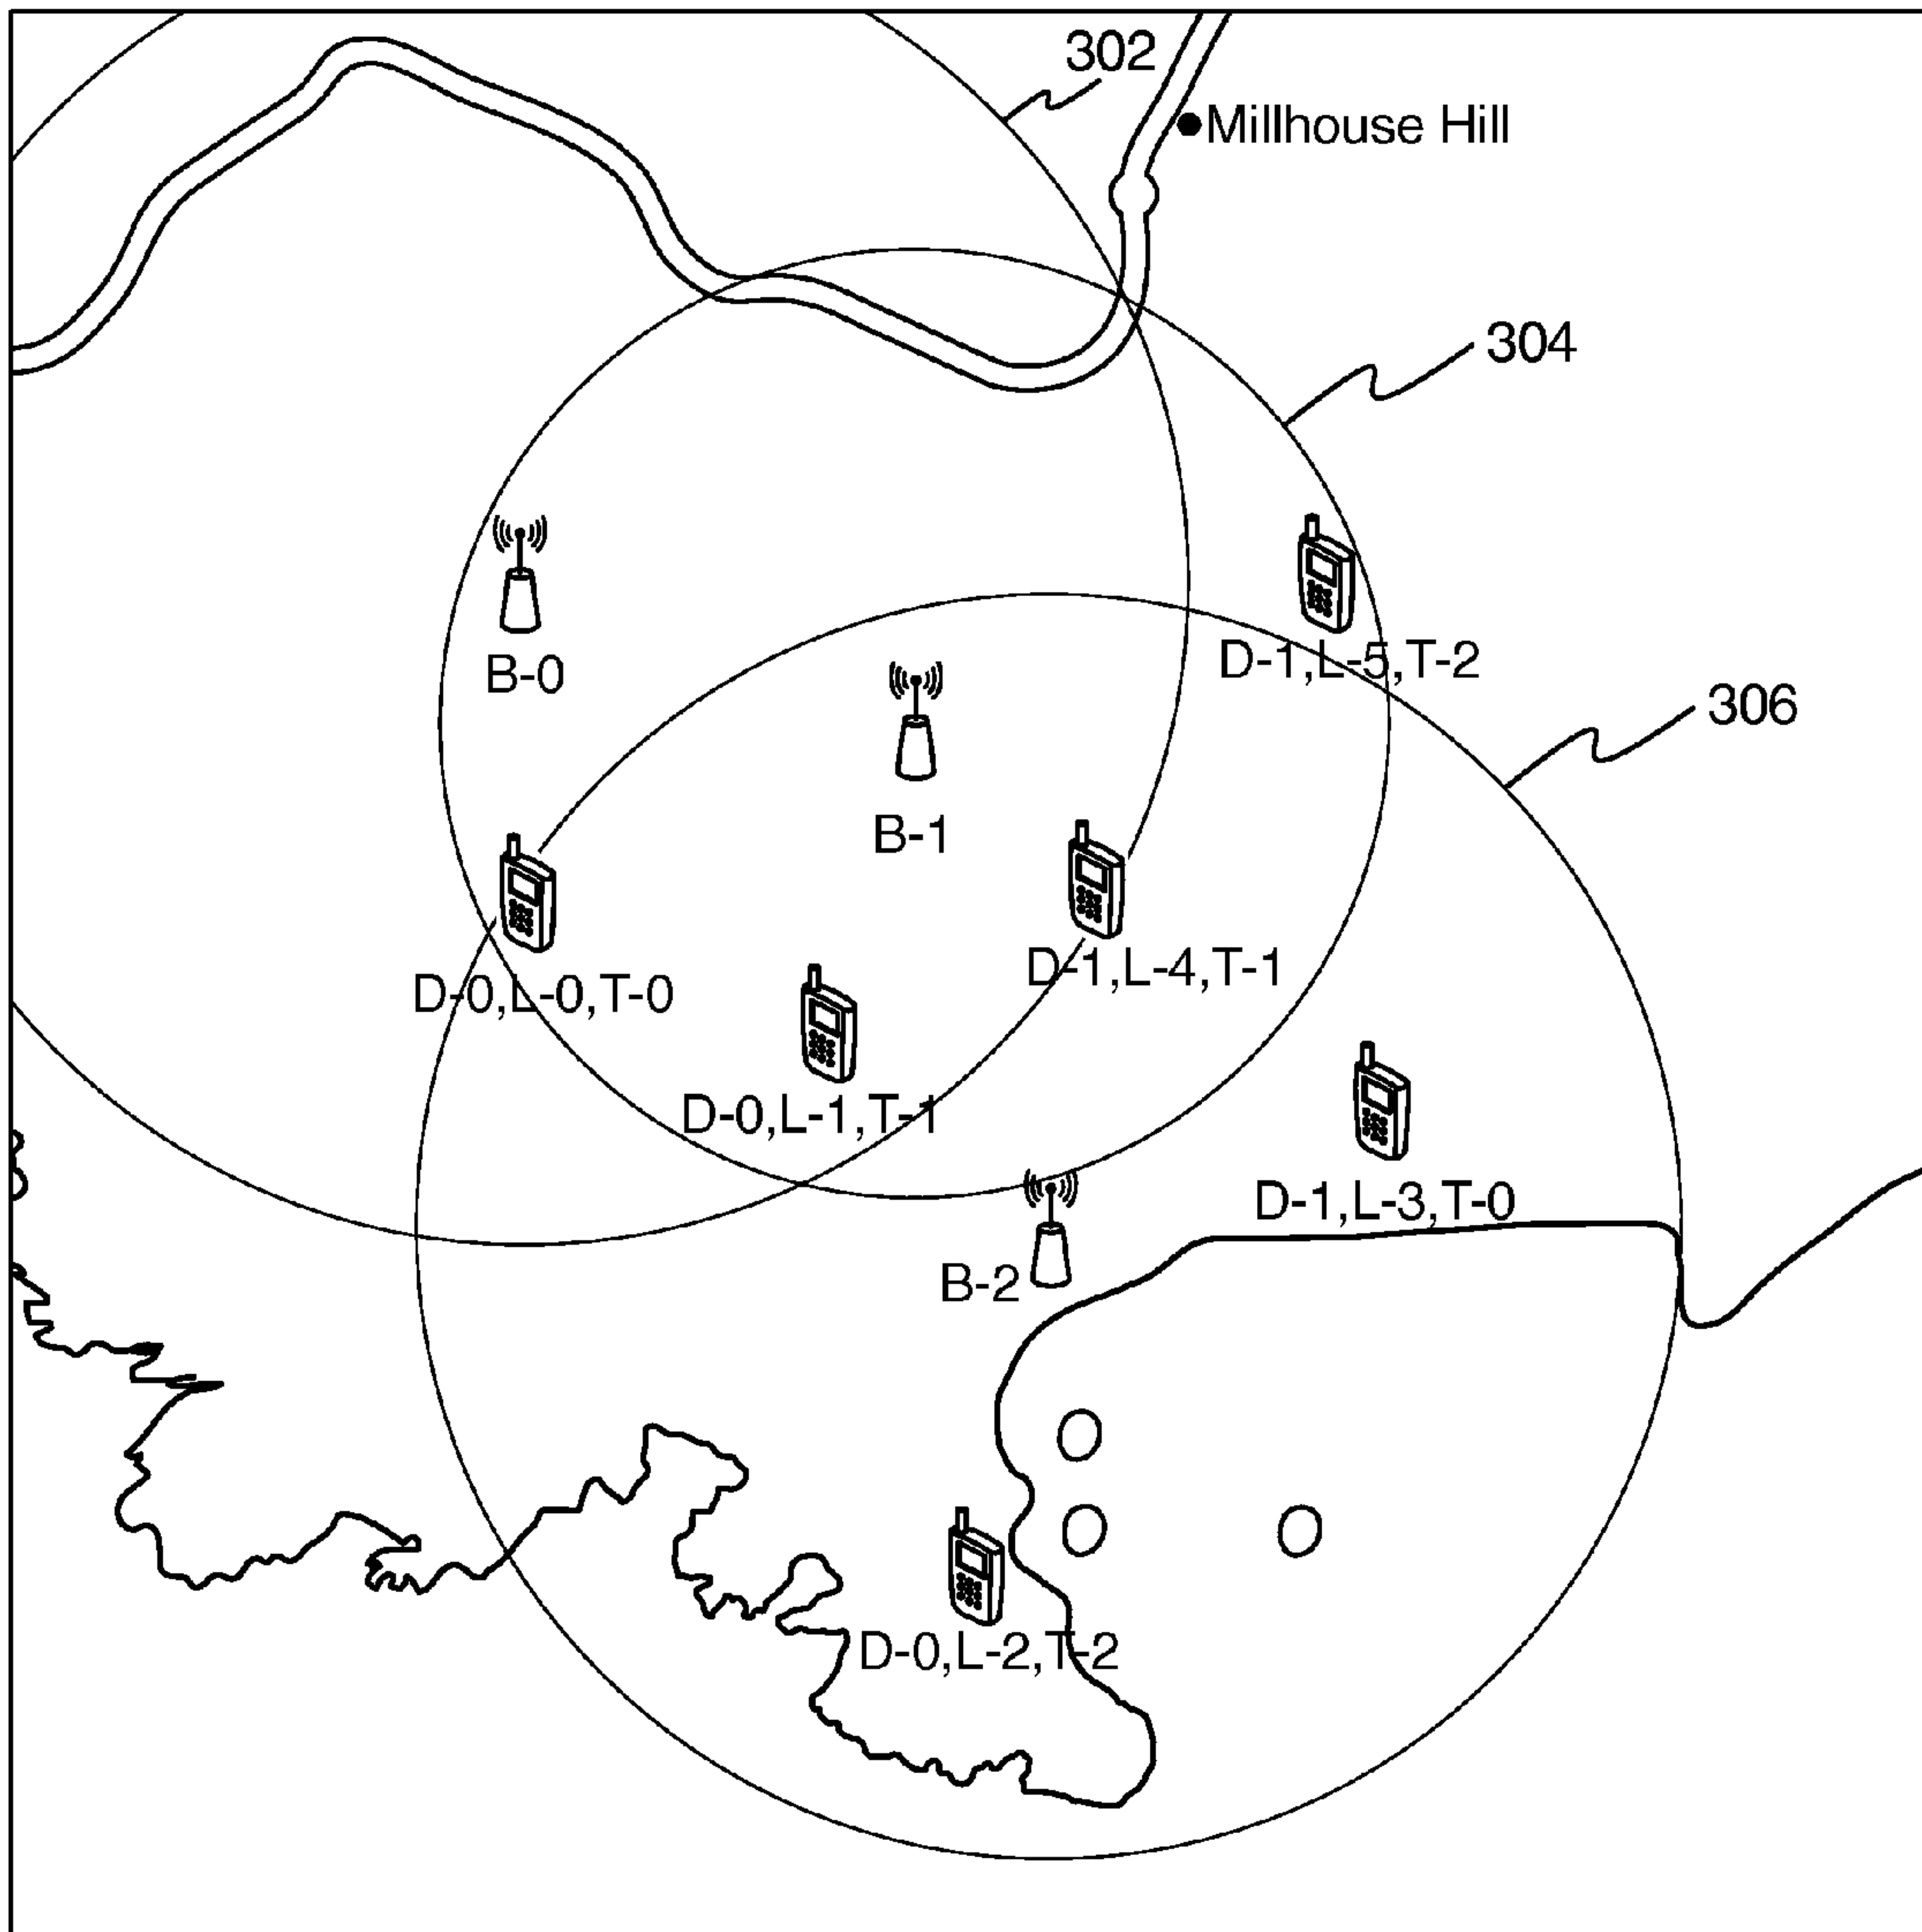 302
Millhouse Hill
304
D-1,L-5,T-2
B-0
306
B-1
D-1,L-4,T-1
D-0,L-0,T-0
D-0,L-1,T-1
D-1,L-3,T-0
B-2
D-0,L-2,T-2